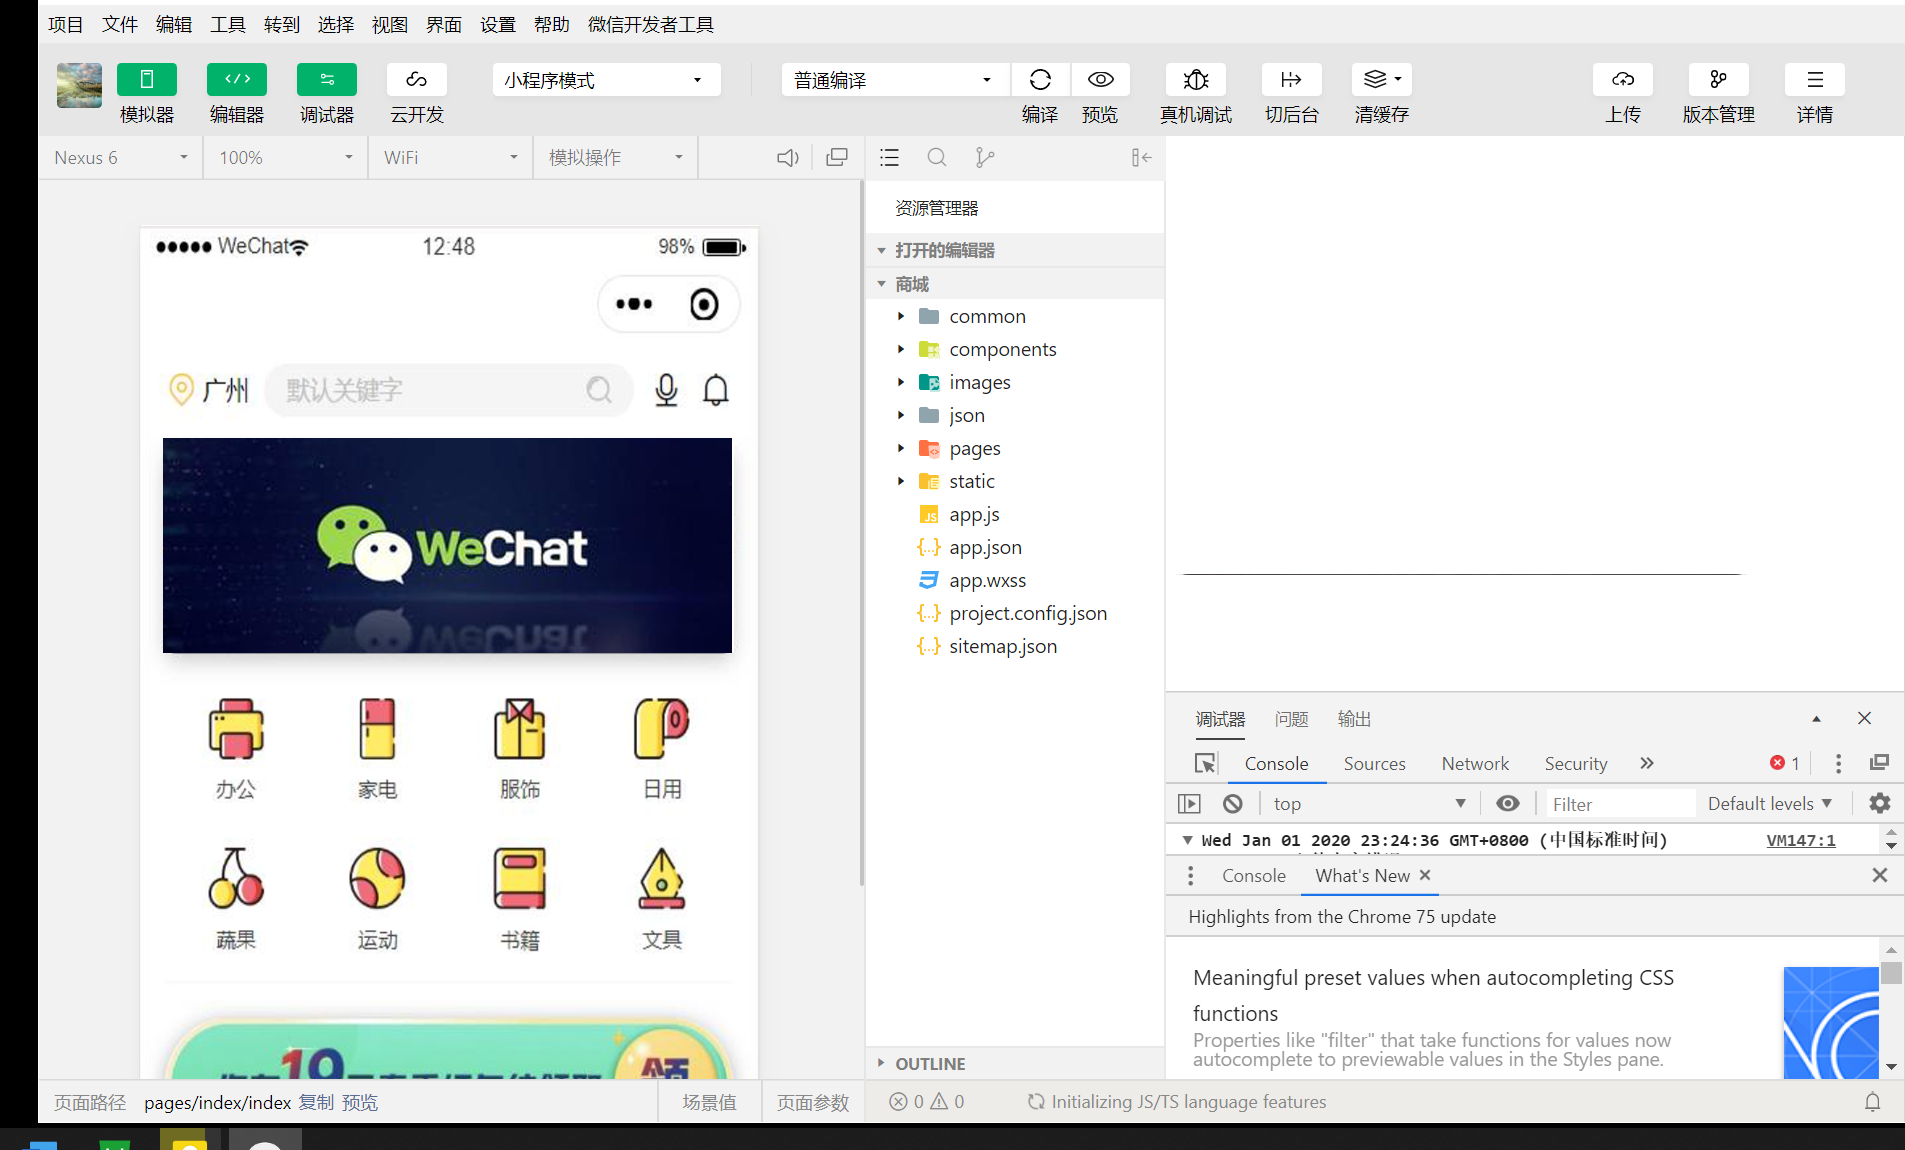 项目 文件 编辑 工具 转到 选择 视图 界面 设置 帮助 微信开发者工具
模拟器 编辑器 调试器 云开发
小程序模式
普通编译
编译 预览 真机调试 切后台 清缓存 上传 版本管理 详情
Nexus 6 100% WiFi 模拟操作
WeChat 12:48 98%
广州 默认关键字
WeChat
办公 家电 服饰 日用
蔬果 运动 书籍 文具
19
页面路径 pages/index/index 复制 预览 场景值 页面参数
资源管理器
打开的编辑器
商城
common
components
images
json
pages
static
app.js
app.json
app.wxss
project.config.json
sitemap.json
OUTLINE
0 0 Initializing JS/TS language features
调试器 问题 输出
Console Sources Network Security 1
top Filter Default levels
Wed Jan 01 2020 23:24:36 GMT+0800 (中国标准时间) VM147:1
Console What's New
Highlights from the Chrome 75 update
Meaningful preset values when autocompleting CSS
functions
Properties like "filter" that take functions for values now
autocomplete to previewable values in the Styles pane.